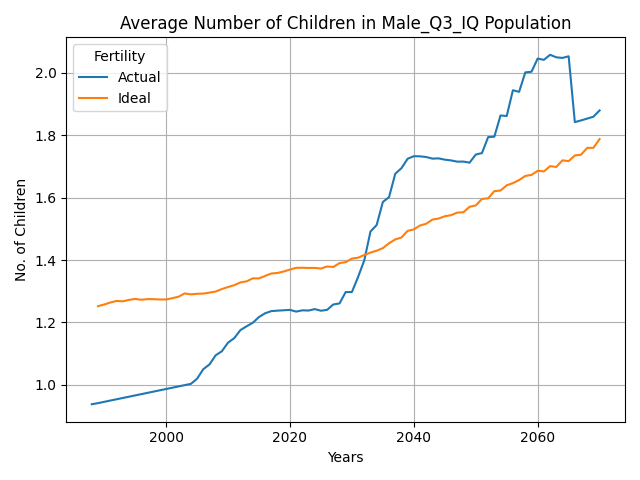 Average Number of Children in Male_Q3_IQ Population
Fertility
Actual
Ideal
No. of Children
2.0
1.8
1.6
1.4
1.2
1.0
2000
2020
2040
2060
Years